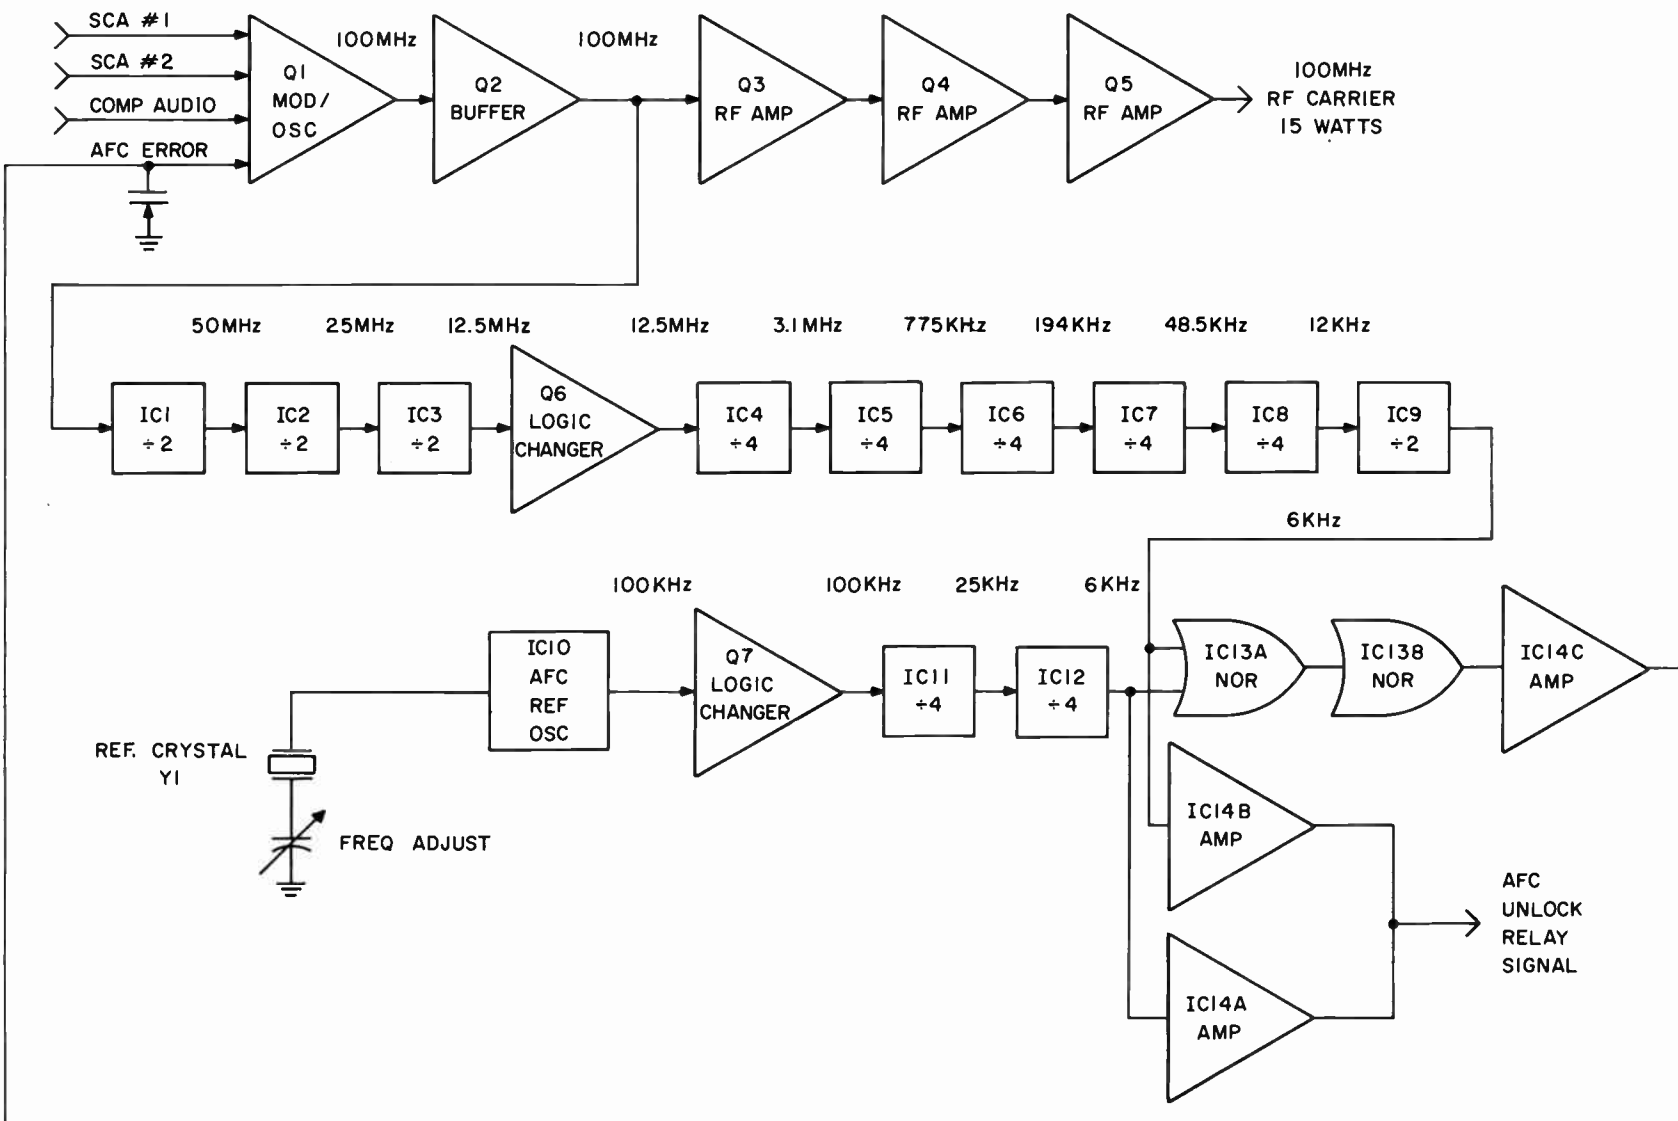 SCA #1
SCA #2
COMP AUDIO
AFC ERROR
Q1
MOD/
OSC
100MHz
Q2
BUFFER
100MHz
Q3
RF AMP
Q4
RF AMP
Q5
RF AMP
100MHz
RF CARRIER
15 WATTS
50MHz
25MHz
12.5MHz
12.5MHz
3.1MHz
775KHz
194KHz
48.5KHz
12KHz
IC1
÷2
IC2
÷2
IC3
÷2
Q6
LOGIC
CHANGER
IC4
÷4
IC5
÷4
IC6
÷4
IC7
÷4
IC8
÷4
IC9
÷2
6KHz
100KHz
100KHz
25KHz
6KHz
IC10
AFC
REF
OSC
Q7
LOGIC
CHANGER
IC11
÷4
IC12
÷4
IC13A
NOR
IC13B
NOR
IC14C
AMP
REF. CRYSTAL
Y1
FREQ ADJUST
IC14B
AMP
IC14A
AMP
AFC
UNLOCK
RELAY
SIGNAL